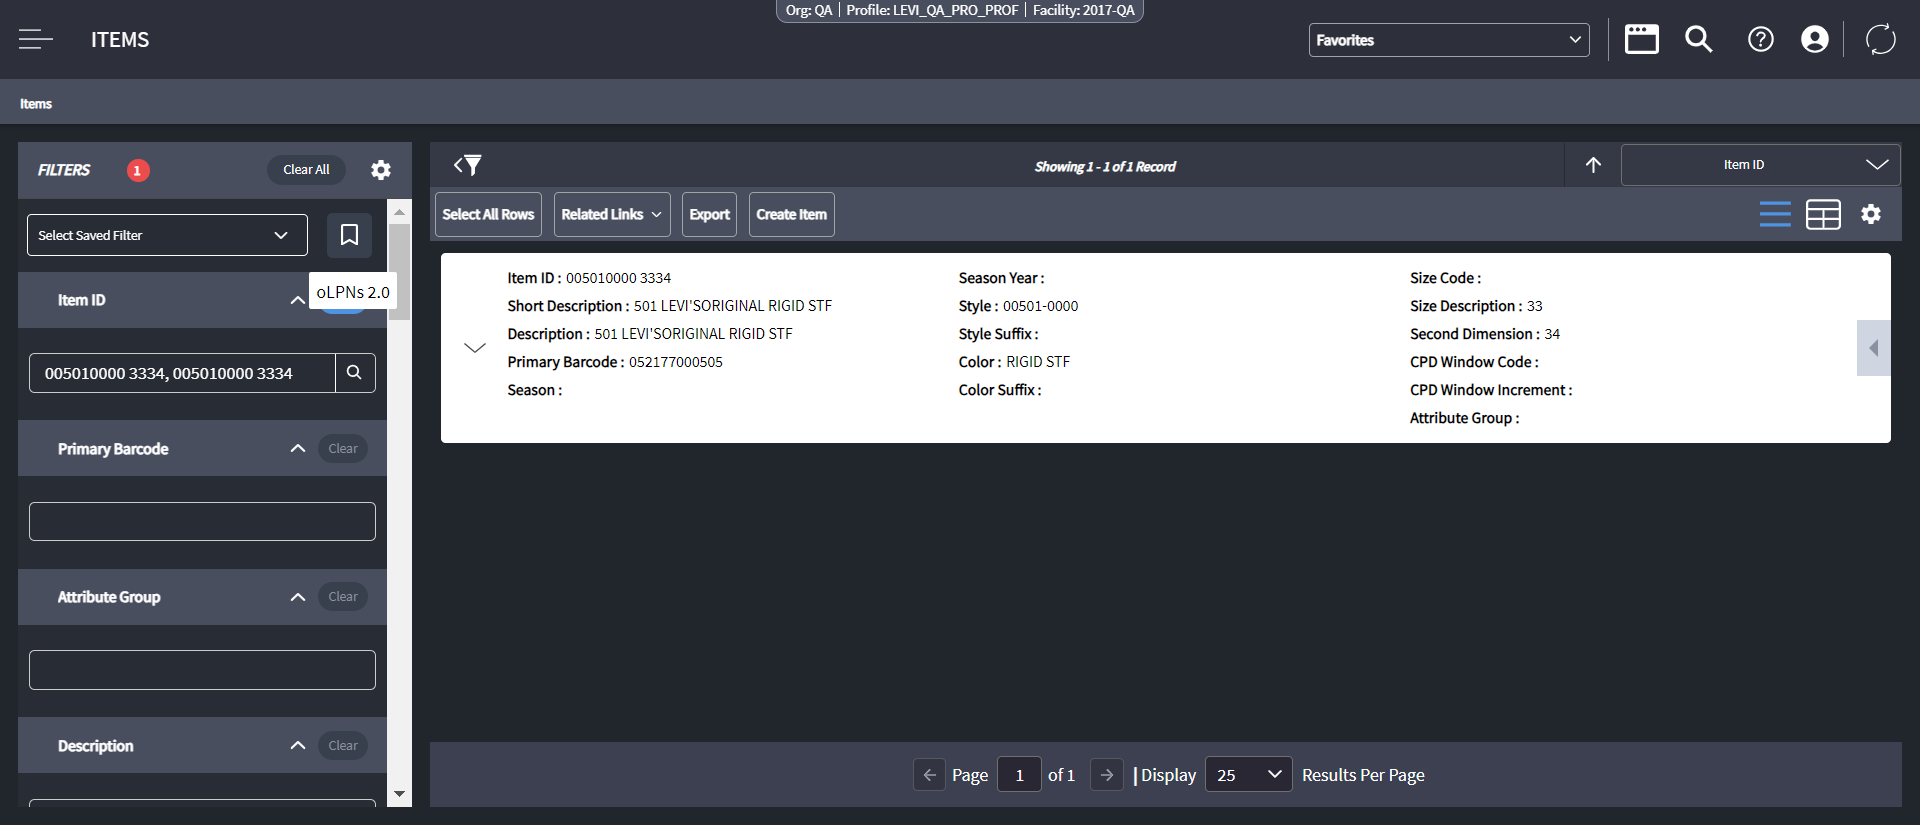 Org: QA | Profile: LEVI_QA_PRO_PROF | Facility: 2017-QA
ITEMS
Favorites
Items
FILTERS 1 Clear All
Select Saved Filter
oLPNs 2.0
Item ID
005010000 3334, 005010000 3334
Primary Barcode Clear
Attribute Group Clear
Description Clear
Showing 1 - 1 of 1 Record
Item ID
Select All Rows Related Links Export Create Item
Item ID : 005010000 3334
Short Description : 501 LEVI'SORIGINAL RIGID STF
Description : 501 LEVI'SORIGINAL RIGID STF
Primary Barcode : 052177000505
Season :
Season Year :
Style : 00501-0000
Style Suffix :
Color : RIGID STF
Color Suffix :
Size Code :
Size Description : 33
Second Dimension : 34
CPD Window Code :
CPD Window Increment :
Attribute Group :
Page 1 of 1 | Display 25 Results Per Page